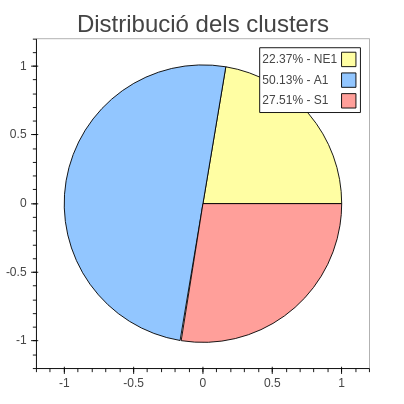 Distribució dels clusters
22.37% - NE1
50.13% - A1
27.51% - S1
1
0.5
0
-0.5
-1
-1
-0.5
0
0.5
1